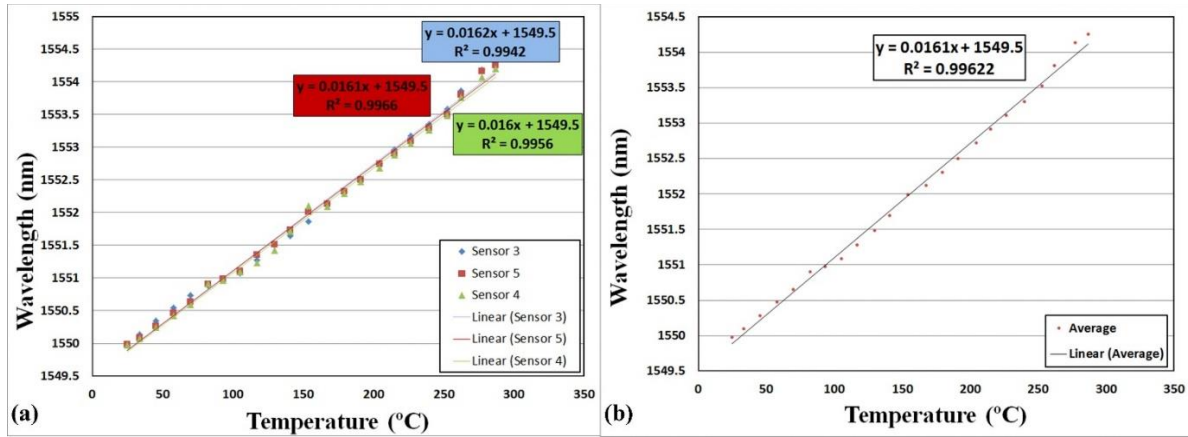 1555
1554.5
1554
1553.5
1553
1552.5
1552
1551.5
1551
1550.5
1550
1549.5
Wavelength (nm)
y = 0.0162x + 1549.5
R² = 0.9942
y = 0.0161x + 1549.5
R² = 0.9966
y = 0.016x + 1549.5
R² = 0.9956
Sensor 3
Sensor 5
Sensor 4
Linear (Sensor 3)
Linear (Sensor 5)
Linear (Sensor 4)
0 50 100 150 200 250 300 350
(a)
Temperature (ºC)
1554.5
1554
1553.5
1553
1552.5
1552
1551.5
1551
1550.5
1550
1549.5
Wavelength (nm)
y = 0.0161x + 1549.5
R² = 0.99622
Average
Linear (Average)
0 50 100 150 200 250 300 350
(b)
Temperature (ºC)